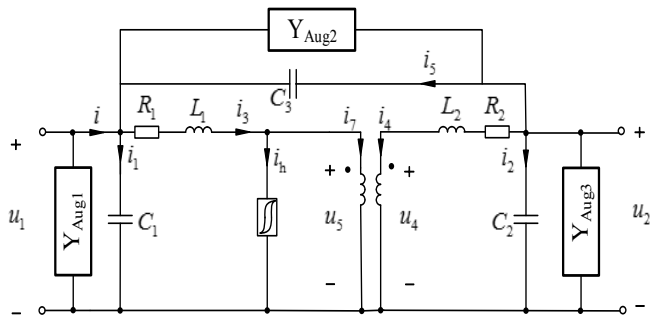 Y_Aug2
i_5
C_3
i R_1 L_1 i_3 i_7 i_4 L_2 R_2
+ i_1 i_h i_2 +
+ • • +
u_1 Y_Aug1 C_1 u_5 u_4 C_2 Y_Aug3 u_2
− − − −